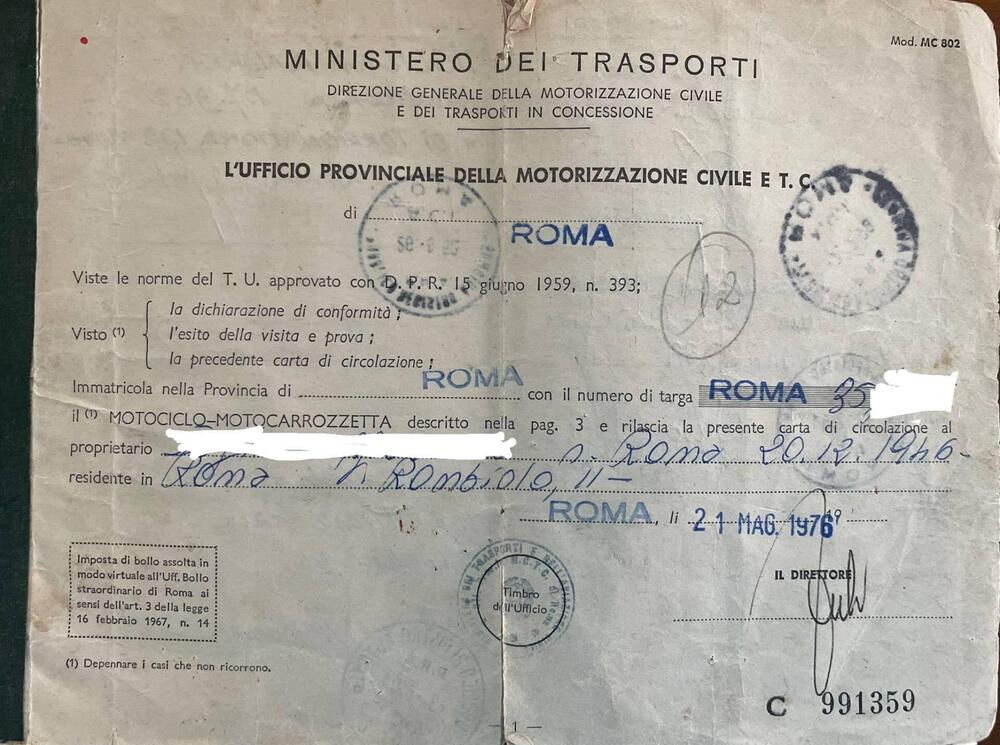 Mod. MC 802
MINISTERO DEI TRASPORTI
DIREZIONE GENERALE DELLA MOTORIZZAZIONE CIVILE
E DEI TRASPORTI IN CONCESSIONE
L'UFFICIO PROVINCIALE DELLA MOTORIZZAZIONE CIVILE E T. C.
di ROMA
ROMA
ROMA
12
Viste le norme del T. U. approvato con D. P. R. 15 giugno 1959, n. 393;
Visto (1)
la dichiarazione di conformità ;
l'esito della visita e prova ;
la precedente carta di circolazione ;
Immatricola nella Provincia di ROMA con il numero di targa ROMA 35
il (1) MOTOCICLO-MOTOCARROZZETTA descritto nella pag. 3 e rilascia la presente carta di circolazione al
proprietario n. Roma 20.12.1946-
residente in Roma V. Rombiolo, 11-
ROMA, li 21 MAG. 1976 19
IL DIRETTORE
Imposta di bollo assolta in
modo virtuale all'Uff. Bollo
straordinario di Roma ai
sensi dell'art. 3 della legge
16 febbraio 1967, n. 14
Timbro
dell'Ufficio
(1) Depennare i casi che non ricorrono.
C 991359
— 1 —